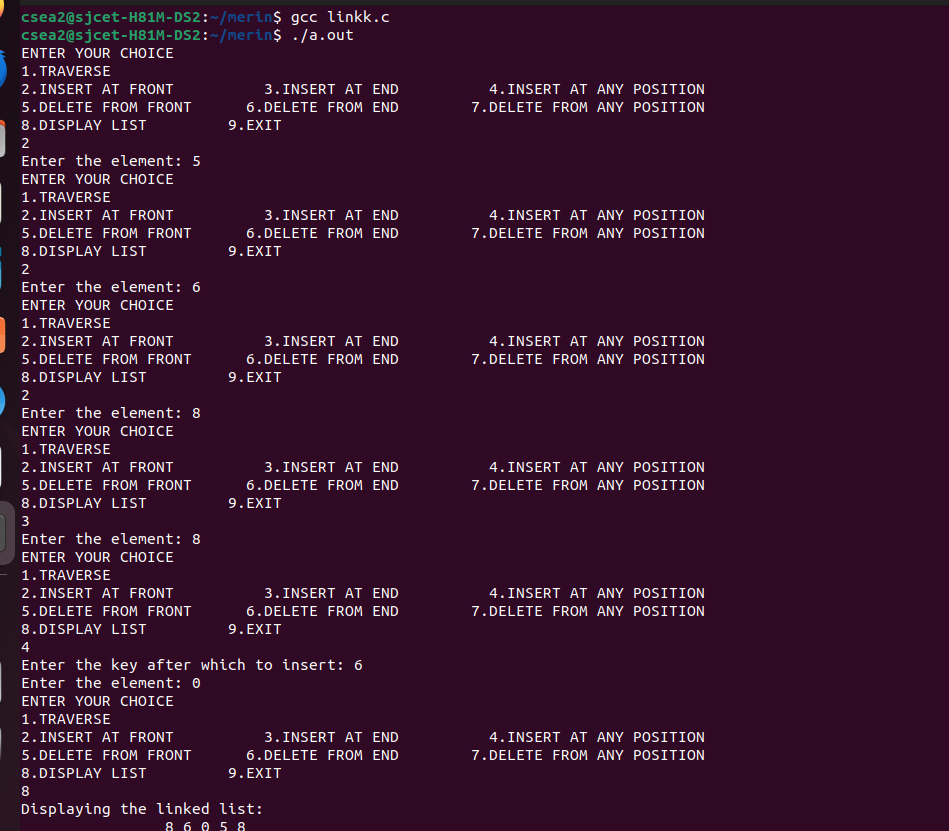 csea2@sjcet-H81M-DS2:~/merin$ gcc linkk.c
csea2@sjcet-H81M-DS2:~/merin$ ./a.out
ENTER YOUR CHOICE
1.TRAVERSE
2.INSERT AT FRONT          3.INSERT AT END          4.INSERT AT ANY POSITION
5.DELETE FROM FRONT      6.DELETE FROM END        7.DELETE FROM ANY POSITION
8.DISPLAY LIST         9.EXIT
2
Enter the element: 5
ENTER YOUR CHOICE
1.TRAVERSE
2.INSERT AT FRONT          3.INSERT AT END          4.INSERT AT ANY POSITION
5.DELETE FROM FRONT      6.DELETE FROM END        7.DELETE FROM ANY POSITION
8.DISPLAY LIST         9.EXIT
2
Enter the element: 6
ENTER YOUR CHOICE
1.TRAVERSE
2.INSERT AT FRONT          3.INSERT AT END          4.INSERT AT ANY POSITION
5.DELETE FROM FRONT      6.DELETE FROM END        7.DELETE FROM ANY POSITION
8.DISPLAY LIST         9.EXIT
2
Enter the element: 8
ENTER YOUR CHOICE
1.TRAVERSE
2.INSERT AT FRONT          3.INSERT AT END          4.INSERT AT ANY POSITION
5.DELETE FROM FRONT      6.DELETE FROM END        7.DELETE FROM ANY POSITION
8.DISPLAY LIST         9.EXIT
3
Enter the element: 8
ENTER YOUR CHOICE
1.TRAVERSE
2.INSERT AT FRONT          3.INSERT AT END          4.INSERT AT ANY POSITION
5.DELETE FROM FRONT      6.DELETE FROM END        7.DELETE FROM ANY POSITION
8.DISPLAY LIST         9.EXIT
4
Enter the key after which to insert: 6
Enter the element: 0
ENTER YOUR CHOICE
1.TRAVERSE
2.INSERT AT FRONT          3.INSERT AT END          4.INSERT AT ANY POSITION
5.DELETE FROM FRONT      6.DELETE FROM END        7.DELETE FROM ANY POSITION
8.DISPLAY LIST         9.EXIT
8
Displaying the linked list:
                8 6 0 5 8